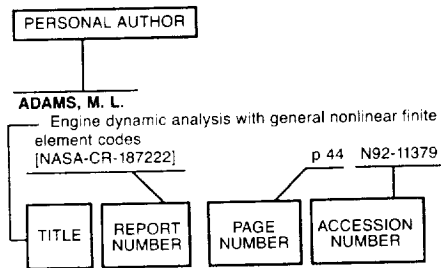 PERSONAL AUTHOR
ADAMS, M. L.
Engine dynamic analysis with general nonlinear finite
element codes
[NASA-CR-187222] p 44 N92-11379
TITLE REPORT NUMBER PAGE NUMBER ACCESSION NUMBER